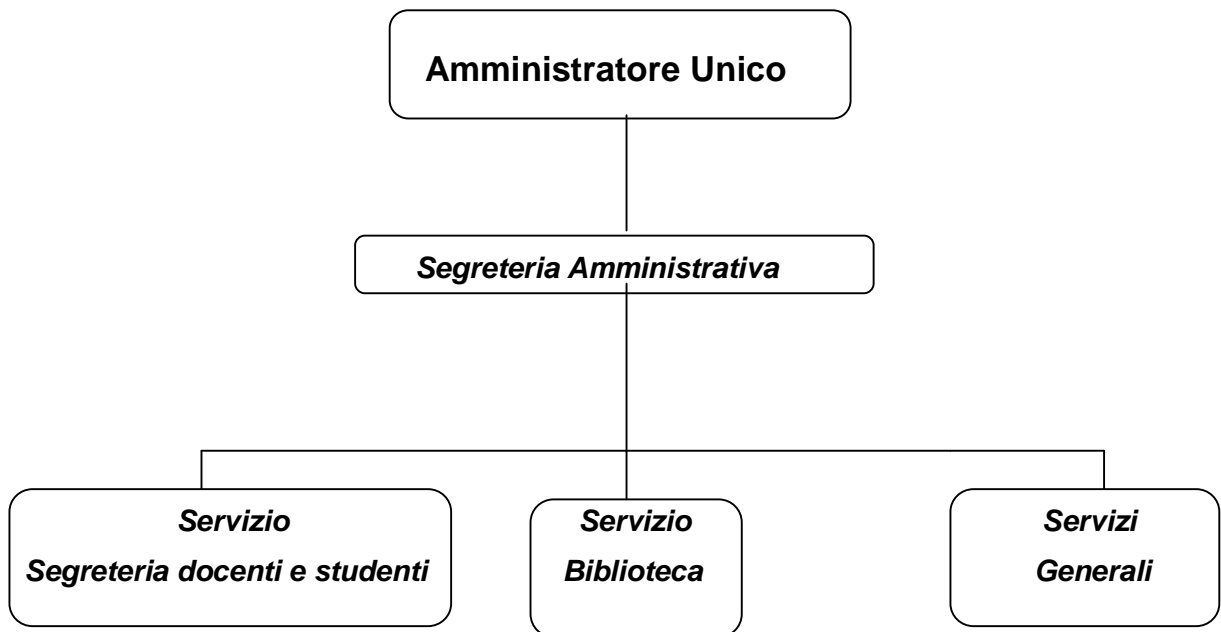 Amministratore Unico
Segreteria Amministrativa
Servizio
Segreteria docenti e studenti
Servizio
Biblioteca
Servizi
Generali